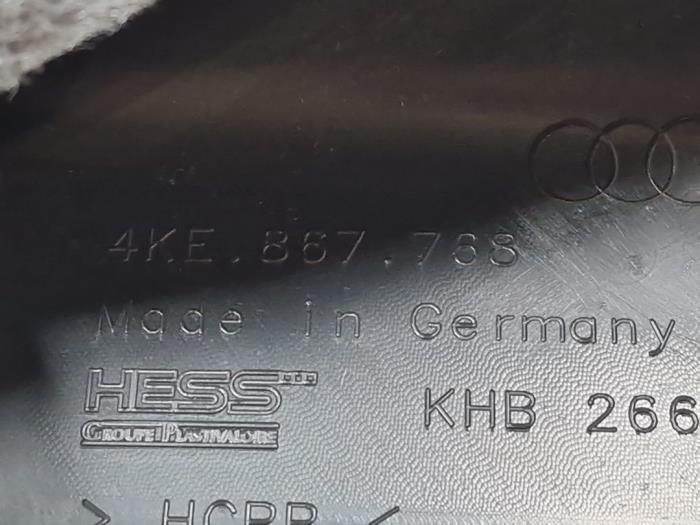 4KE.867.768
Made in Germany
HESS KHB 266
GROUPE PLASTIVALOIRE